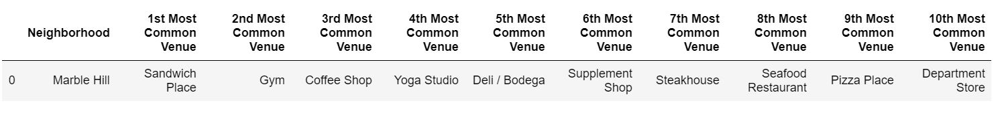 Neighborhood 1st Most Common Venue 2nd Most Common Venue 3rd Most Common Venue 4th Most Common Venue 5th Most Common Venue 6th Most Common Venue 7th Most Common Venue 8th Most Common Venue 9th Most Common Venue 10th Most Common Venue
0 Marble Hill Sandwich Place Gym Coffee Shop Yoga Studio Deli / Bodega Supplement Shop Steakhouse Seafood Restaurant Pizza Place Department Store